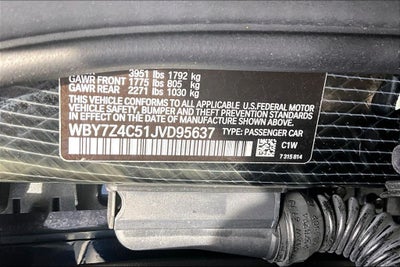 3951 lbs 1792 kg
GAWR FRONT 1775 lbs 805 kg
GAWR REAR 2271 lbs 1030 kg
THIS VEHICLE CONFORMS TO ALL APPLICABLE U.S.FEDERAL MOTOR
VEHICLE SAFETY, BUMPER, AND THEFT PREVENTION STANDARDS IN
EFFECT ON THE DATE OF MANUFACTURE SHOWN ABOVE.
WBY7Z4C51JVD95637 TYPE: PASSENGER CAR
C1W
7 315 814